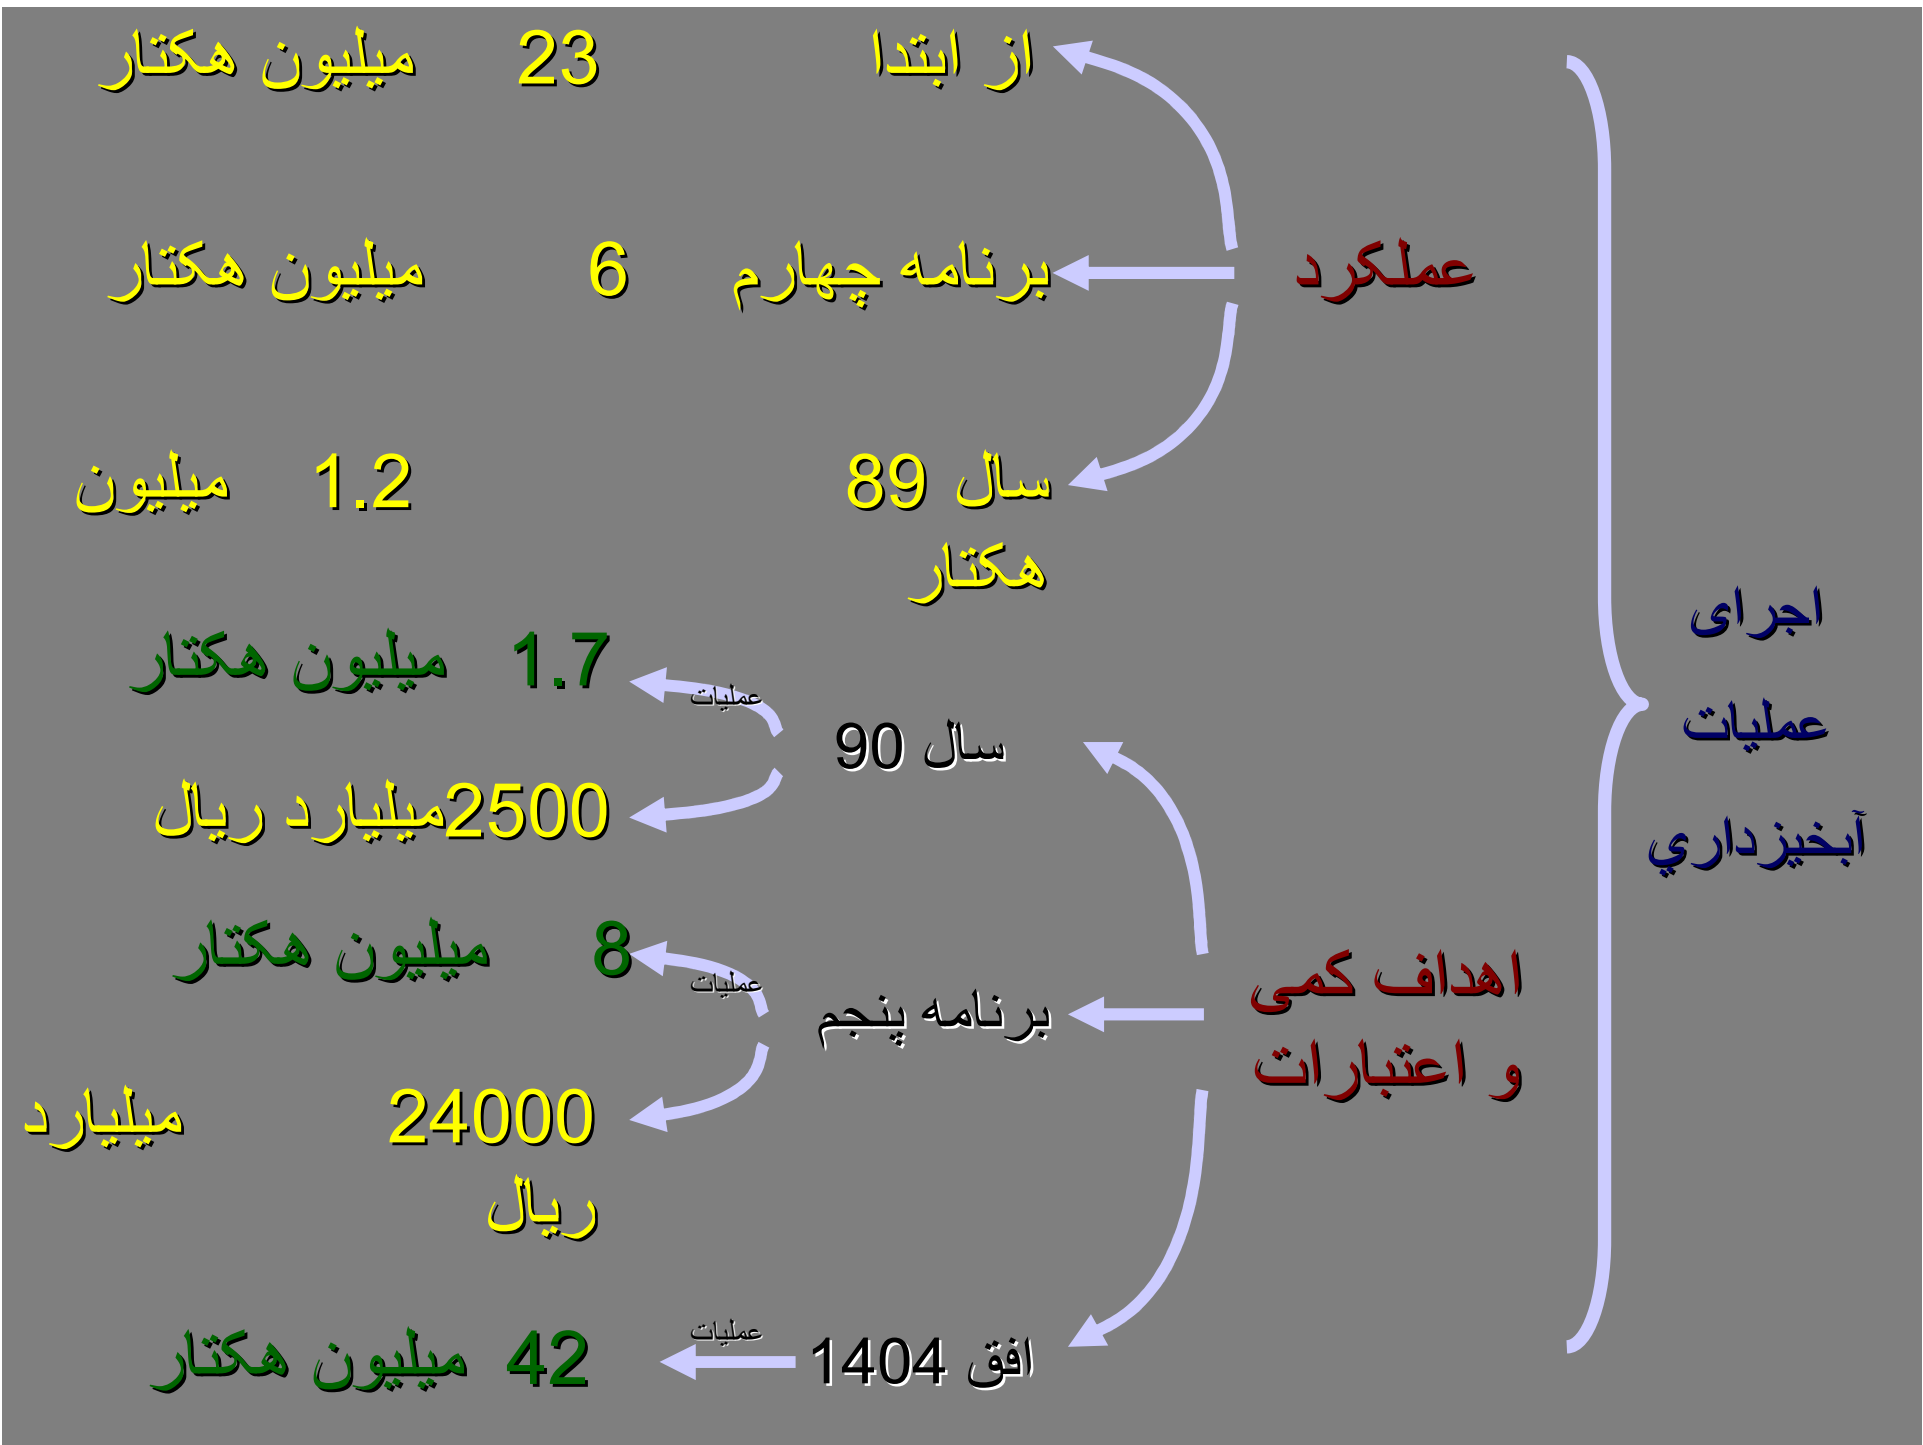 از ابتدا 23 میلیون هکتار
عملکرد
برنامه چهارم 6 میلیون هکتار
سال 89 1.2 میلیون
هکتار
اجرای
عملیات
آبخیزداري
1.7 میلیون هکتار
عملیات
سال 90
2500میلیارد ریال
8 میلیون هکتار
عملیات
اهداف کمی
و اعتبارات
برنامه پنجم
24000 میلیارد
ریال
افق 1404
عملیات
42 میلیون هکتار